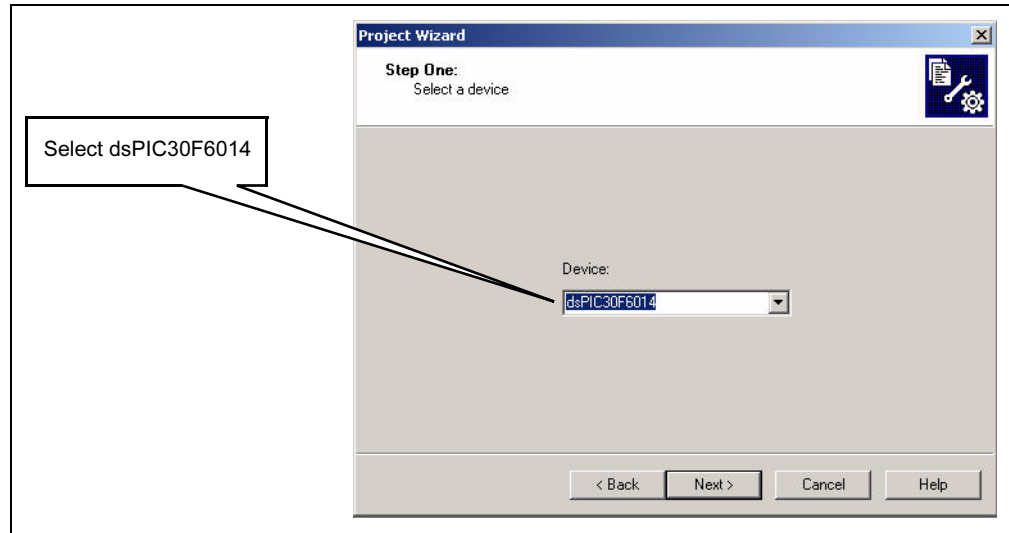 Project Wizard
Step One:
Select a device
Select dsPIC30F6014
Device:
dsPIC30F6014
< Back Next > Cancel Help